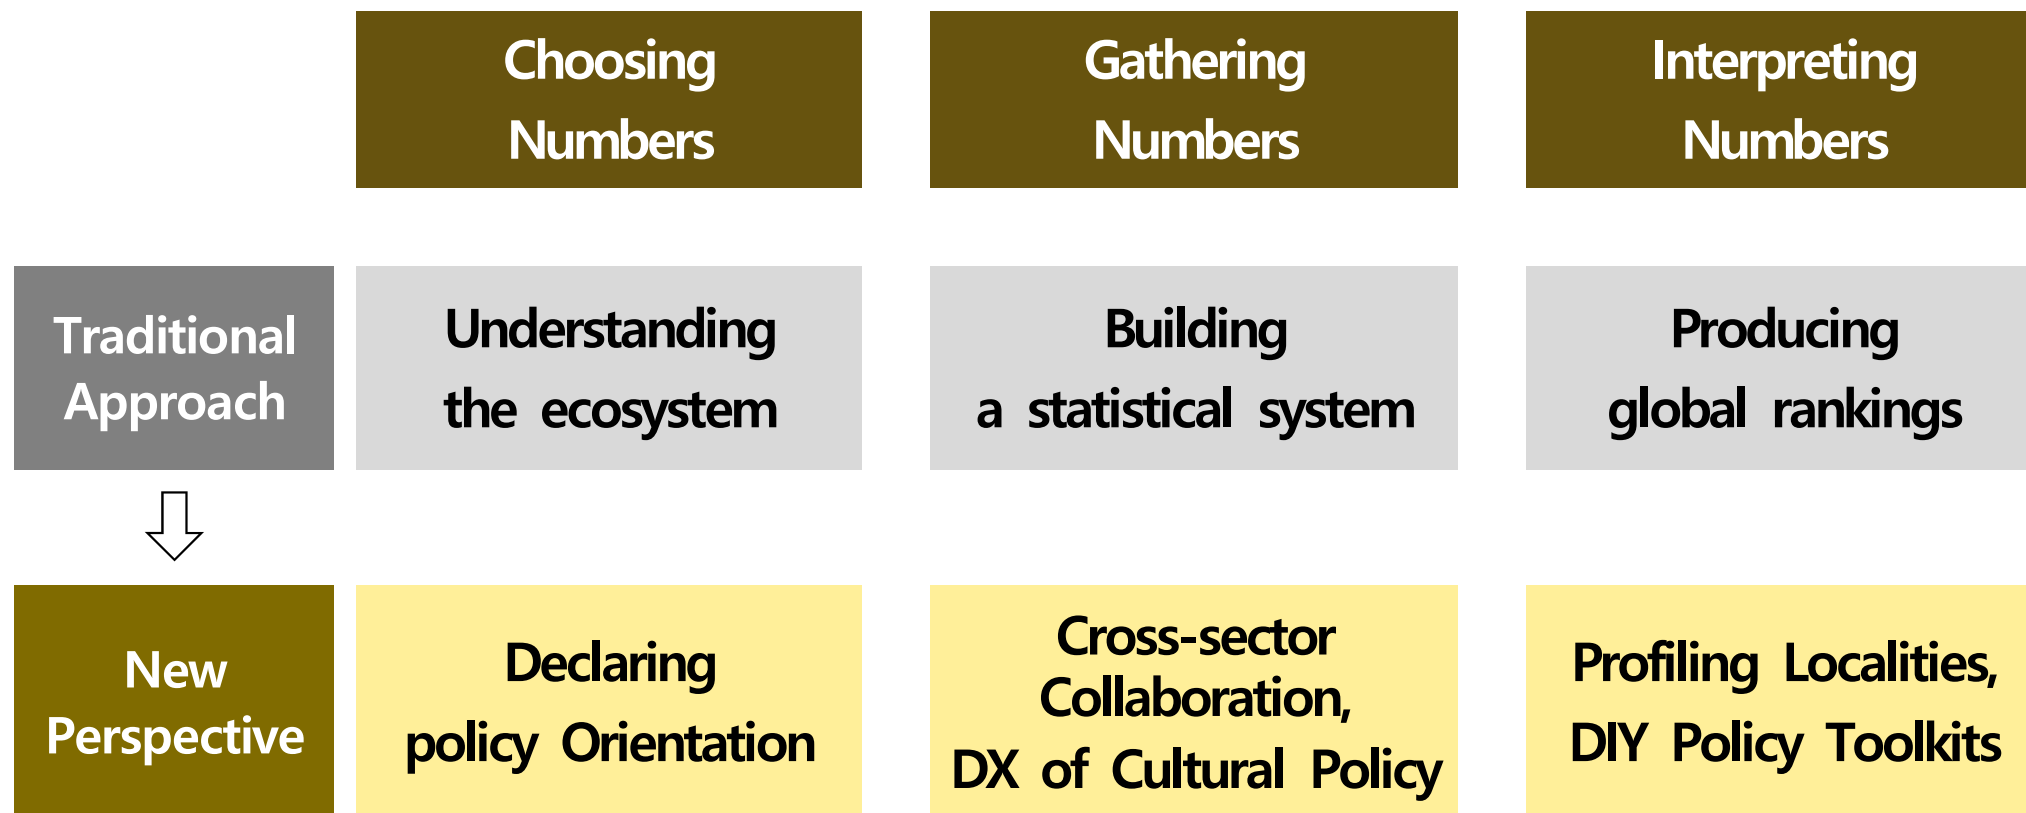 Choosing
Numbers
Gathering
Numbers
Interpreting
Numbers
Traditional
Approach
Understanding
the ecosystem
Building
a statistical system
Producing
global rankings
New
Perspective
Declaring
policy Orientation
Cross-sector
Collaboration,
DX of Cultural Policy
Profiling Localities,
DIY Policy Toolkits